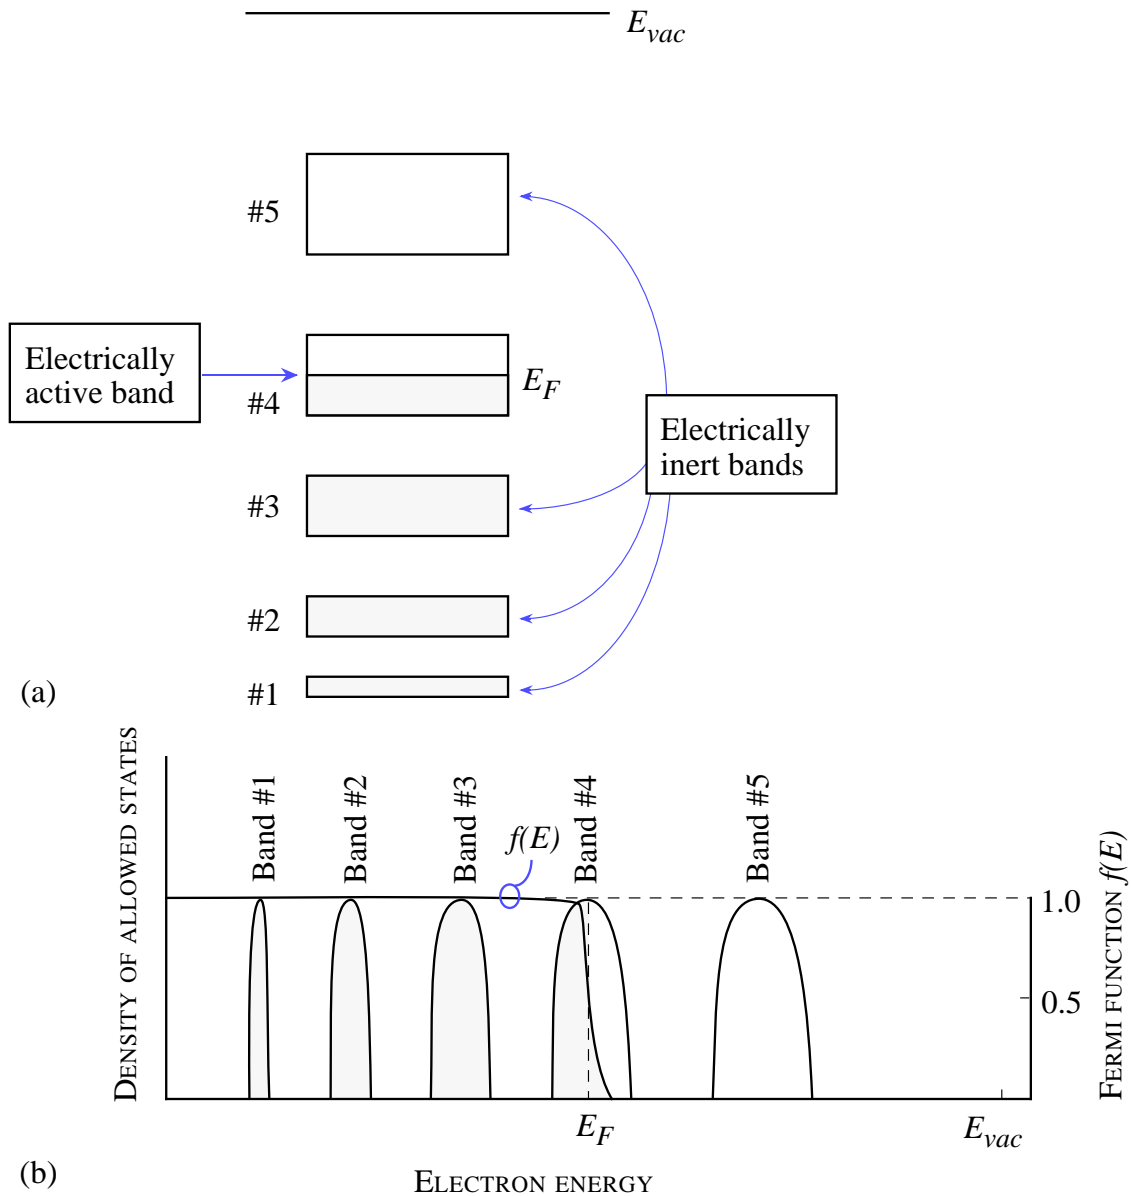 E_vac
#5
Electrically
active band
E_F
#4
Electrically
inert bands
#3
#2
#1
(a)
DENSITY OF ALLOWED STATES
Band #1
Band #2
Band #3
f(E)
Band #4
Band #5
1.0
0.5
FERMI FUNCTION f(E)
E_F
E_vac
(b)
ELECTRON ENERGY